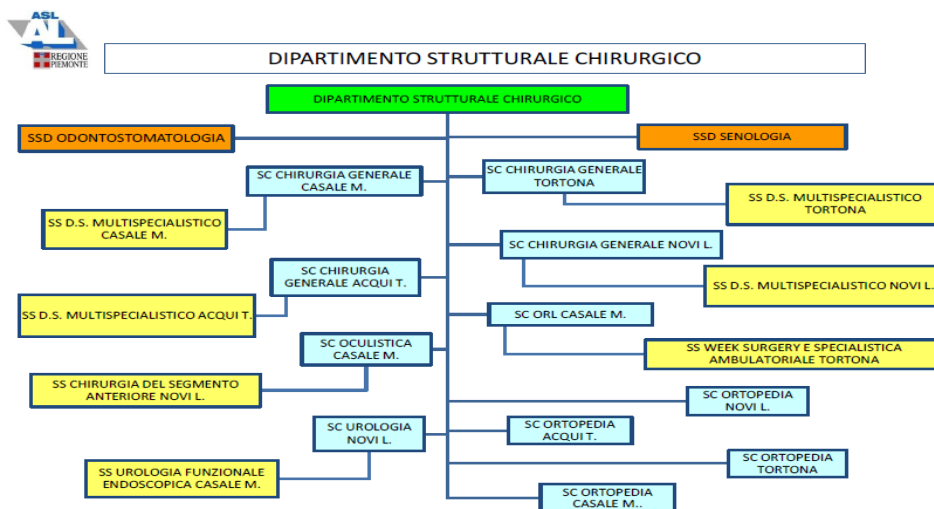 ASL
AL
REGIONE
PIEMONTE
DIPARTIMENTO STRUTTURALE CHIRURGICO
DIPARTIMENTO STRUTTURALE CHIRURGICO
SSD ODONTOSTOMATOLOGIA
SSD SENOLOGIA
SC CHIRURGIA GENERALE
CASALE M.
SC CHIRURGIA GENERALE
TORTONA
SS D.S. MULTISPECIALISTICO
CASALE M.
SS D.S. MULTISPECIALISTICO
TORTONA
SC CHIRURGIA GENERALE NOVI L.
SC CHIRURGIA
GENERALE ACQUI T.
SS D.S. MULTISPECIALISTICO NOVI L.
SS D.S. MULTISPECIALISTICO ACQUI T.
SC ORL CASALE M.
SC OCULISTICA
CASALE M.
SS WEEK SURGERY E SPECIALISTICA
AMBULATORIALE TORTONA
SS CHIRURGIA DEL SEGMENTO
ANTERIORE NOVI L.
SC ORTOPEDIA
NOVI L.
SC UROLOGIA
NOVI L.
SC ORTOPEDIA
ACQUI T.
SS UROLOGIA FUNZIONALE
ENDOSCOPICA CASALE M.
SC ORTOPEDIA
TORTONA
SC ORTOPEDIA
CASALE M..